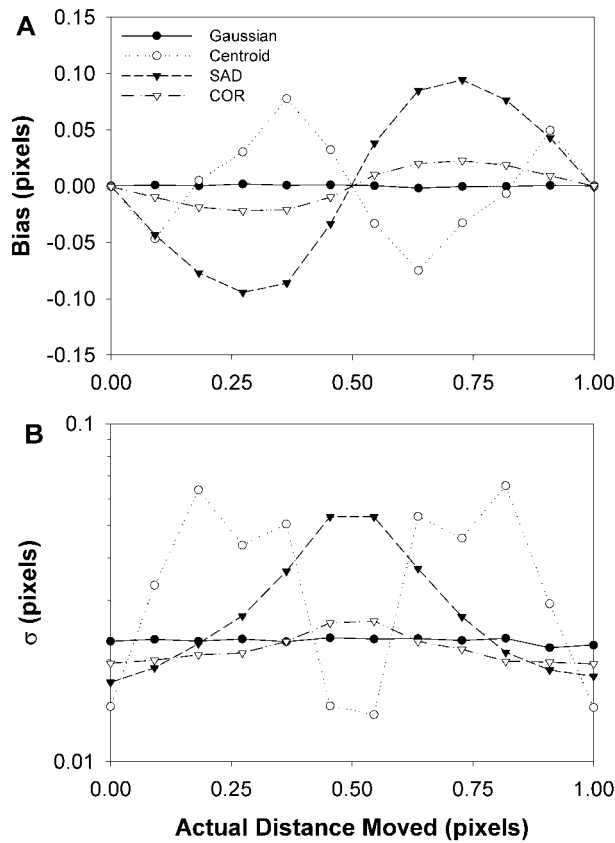 A
Gaussian
Centroid
SAD
COR
0.15
0.10
0.05
0.00
-0.05
-0.10
-0.15
Bias (pixels)
0.00 0.25 0.50 0.75 1.00
B
0.1
0.01
σ (pixels)
0.00 0.25 0.50 0.75 1.00
Actual Distance Moved (pixels)